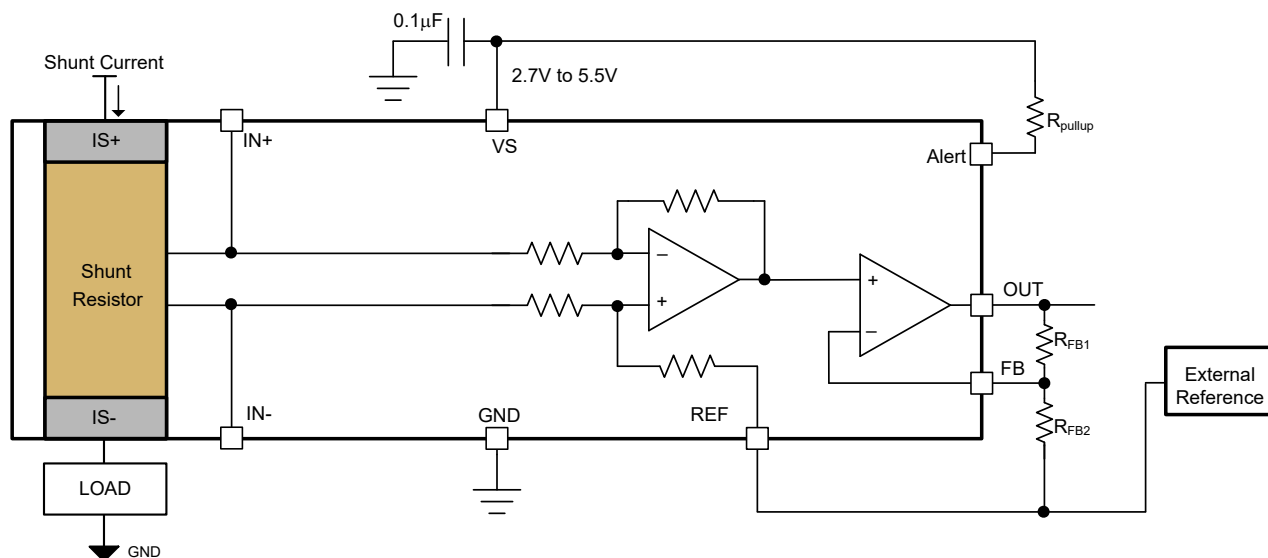 0.1µF
Shunt Current
2.7V to 5.5V
Rpullup
IS+
IN+
VS
Alert
−
+
Shunt
Resistor
+
−
OUT
RFB1
FB
External
Reference
IS-
IN-
GND
REF
RFB2
LOAD
GND